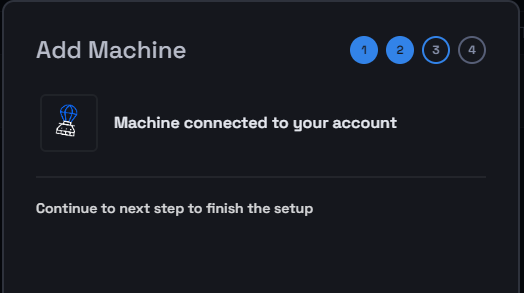 Add Machine
1 2 3 4
Machine connected to your account
Continue to next step to finish the setup